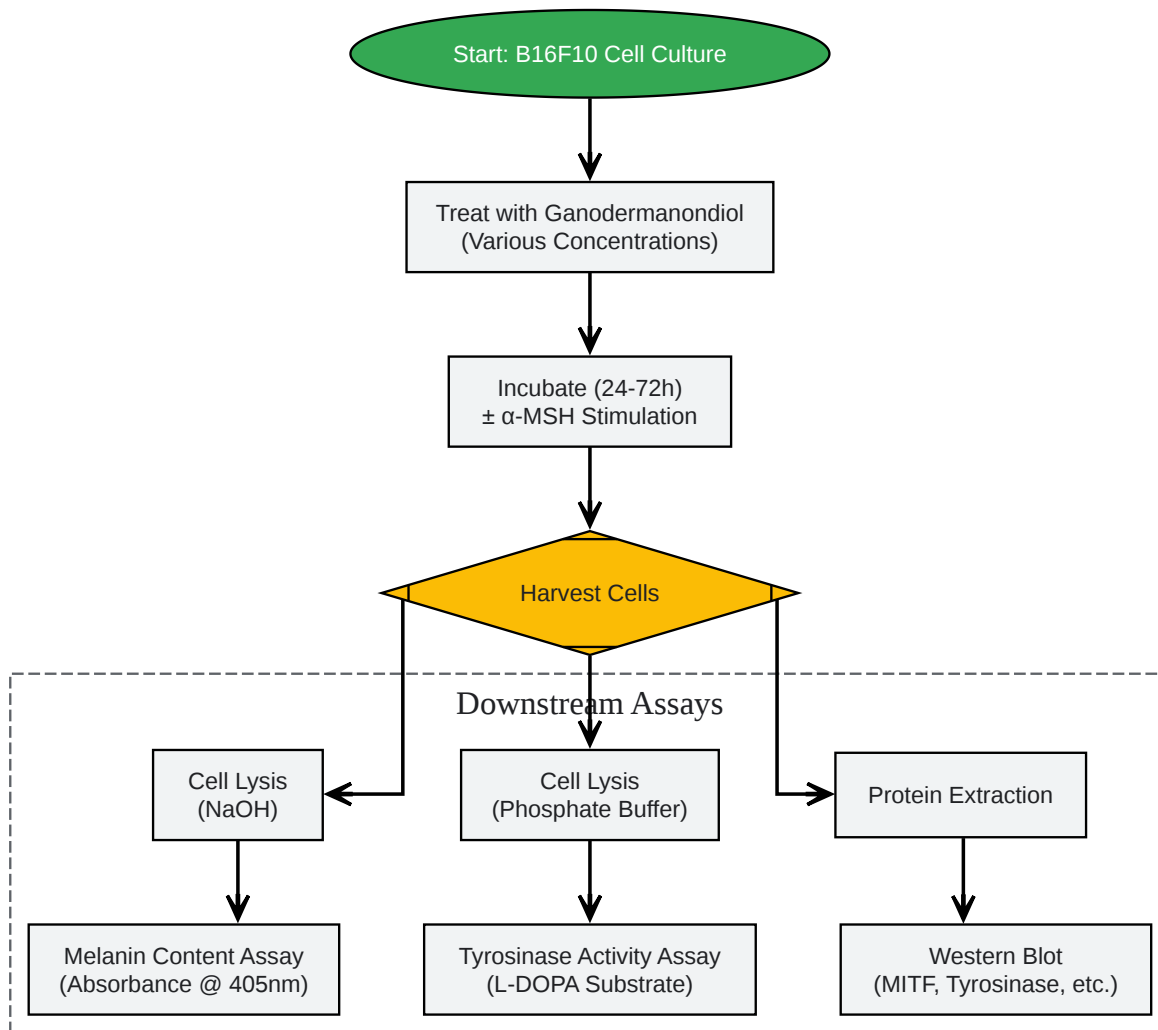 Start: B16F10 Cell Culture
Treat with Ganodermanondiol
(Various Concentrations)
Incubate (24-72h)
± α-MSH Stimulation
Harvest Cells
Downstream Assays
Cell Lysis
(NaOH)
Cell Lysis
(Phosphate Buffer)
Protein Extraction
Melanin Content Assay
(Absorbance @ 405nm)
Tyrosinase Activity Assay
(L-DOPA Substrate)
Western Blot
(MITF, Tyrosinase, etc.)